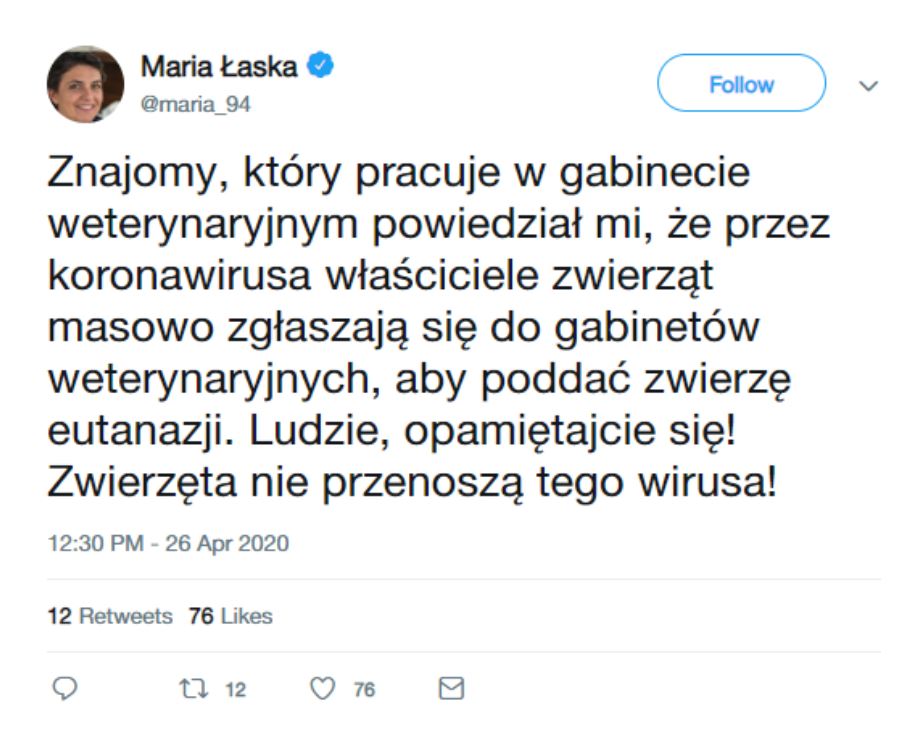 Maria Łaska
@maria_94
Follow
Znajomy, który pracuje w gabinecie
weterynaryjnym powiedział mi, że przez
koronawirusa właściciele zwierząt
masowo zgłaszają się do gabinetów
weterynaryjnych, aby poddać zwierzę
eutanazji. Ludzie, opamiętajcie się!
Zwierzęta nie przenoszą tego wirusa!
12:30 PM - 26 Apr 2020
12 Retweets 76 Likes
12 76